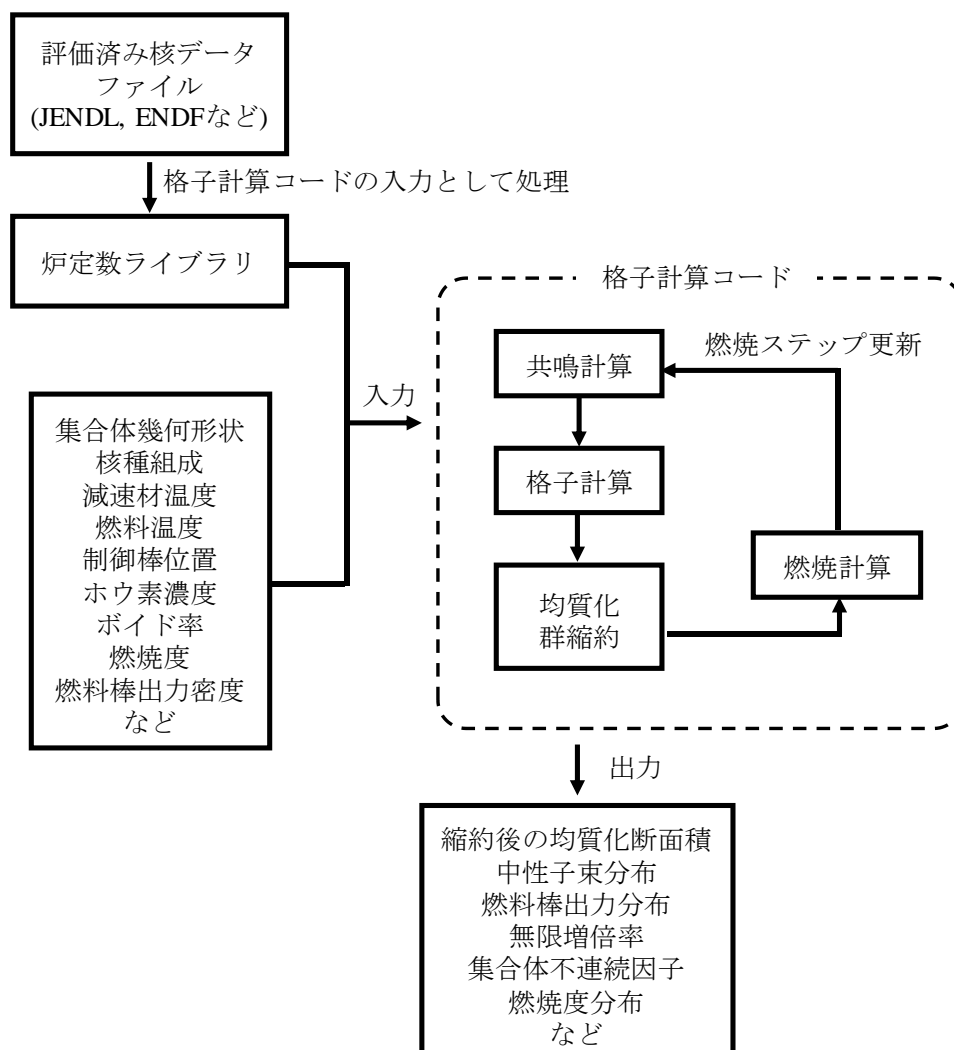 評価済み核データ
ファイル
(JENDL, ENDFなど)
格子計算コードの入力として処理
炉定数ライブラリ
格子計算コード
燃焼ステップ更新
共鳴計算
入力
集合体幾何形状
核種組成
減速材温度
燃料温度
制御棒位置
ホウ素濃度
ボイド率
燃焼度
燃料棒出力密度
など
格子計算
燃焼計算
均質化
群縮約
出力
縮約後の均質化断面積
中性子束分布
燃料棒出力分布
無限増倍率
集合体不連続因子
燃焼度分布
など